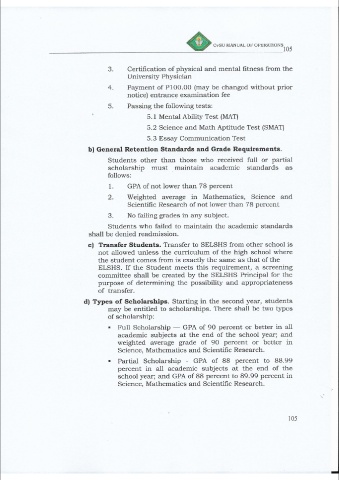 CvSU MANUAL OF OPERATIONS 105
3. Certification of physical and mental fitness from the
University Physician
4. Payment of P100.00 (may be changed without prior
notice) entrance examination fee
5. Passing the following tests:
5.1 Mental Ability Test (MAT)
5.2 Science and Math Aptitude Test (SMAT)
5.3 Essay Communication Test
b) General Retention Standards and Grade Requirements.
Students other than those who received full or partial
scholarship must maintain academic standards as
follows:
1. GPA of not lower than 78 percent
2. Weighted average in Mathematics, Science and
Scientific Research of not lower than 78 percent
3. No failing grades in any subject.
Students who failed to maintain the academic standards
shall be denied readmission.
c) Transfer Students. Transfer to SELSHS from other school is
not allowed unless the curriculum of the high school where
the student comes from is exactly the same as that of the
ELSHS. If the Student meets this requirement, a screening
committee shall be created by the SELSHS Principal for the
purpose of determining the possibility and appropriateness
of transfer.
d) Types of Scholarships. Starting in the second year, students
may be entitled to scholarships. There shall be two types
of scholarship:
• Full Scholarship — GPA of 90 percent or better in all
academic subjects at the end of the school year; and
weighted average grade of 90 percent or better in
Science, Mathematics and Scientific Research.
• Partial Scholarship - GPA of 88 percent to 88.99
percent in all academic subjects at the end of the
school year; and GPA of 88 percent to 89.99 percent in
Science, Mathematics and Scientific Research.
105